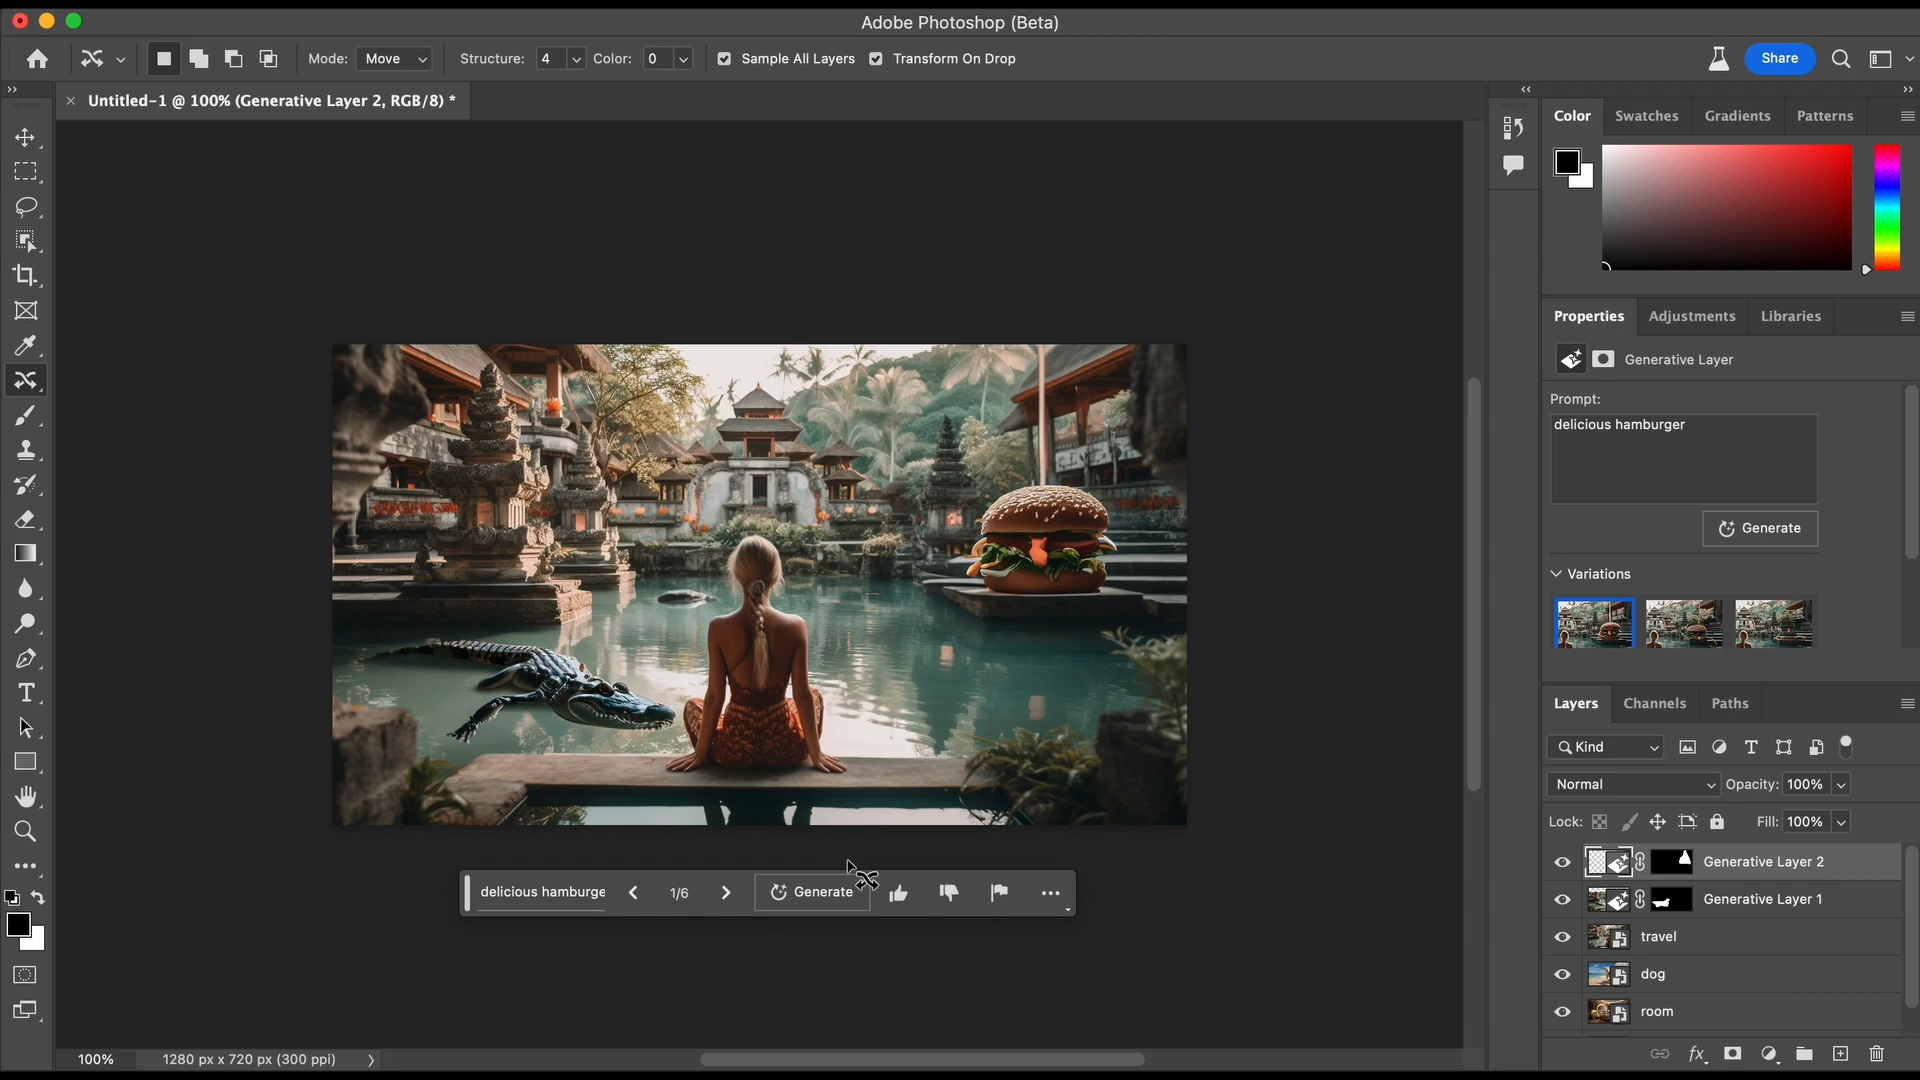 Adobe Photoshop (Beta)
Mode: Move Structure: 4 Color: 0 Sample All Layers Transform On Drop Share
Untitled-1 @ 100% (Generative Layer 2, RGB/8) *
Color Swatches Gradients Patterns
Properties Adjustments Libraries
Generative Layer
Prompt:
delicious hamburger
Generate
Variations
Layers Channels Paths
Kind
Normal Opacity: 100%
Lock: Fill: 100%
Generative Layer 2
Generative Layer 1
travel
dog
room
delicious hamburge 1/6 Generate
100% 1280 px x 720 px (300 ppi)